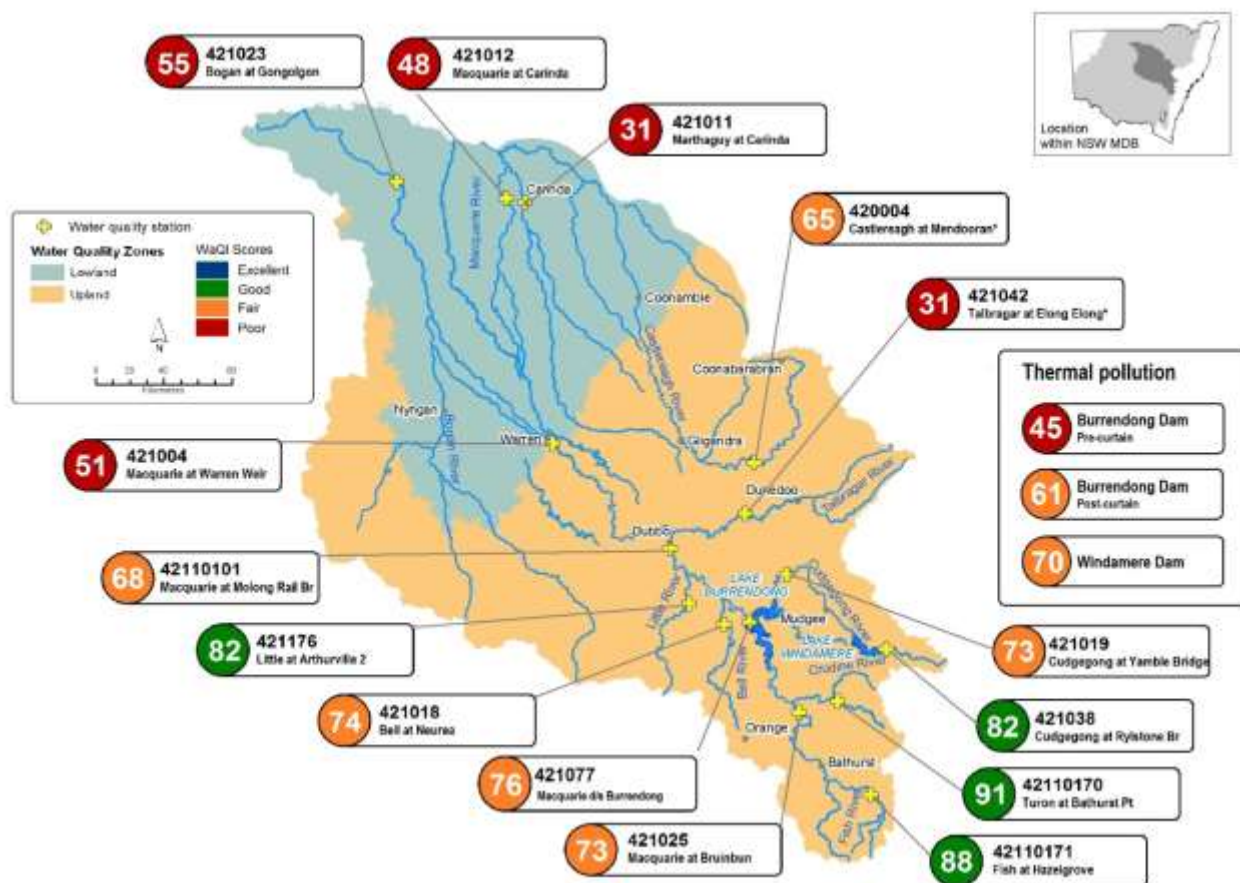 55
421023
Bogan at Gongolgon
48
421012
Macquarie at Carinda
31
421011
Marthaguy at Carinda
Location
within NSW MDB
Water quality station
Water Quality Zones
Lowland
Upland
WaQI Scores
Excellent
Good
Fair
Poor
N
0 20 40 60
Kilometres
65
420004
Castlereagh at Mendooran*
31
421042
Talbragar at Elong Elong*
Thermal pollution
45
Burrendong Dam
Pre-curtain
61
Burrendong Dam
Post-curtain
70
Windamere Dam
Carinda
Macquarie River
Coonamble
Castlereagh River
Coonabarabran
Nyngan
Bogan River
Warren
Gilgandra
Dunedoo
Talbragar River
Dubbo
51
421004
Macquarie at Warren Weir
68
42110101
Macquarie at Molong Rail Br
82
421176
Little at Arthurville 2
74
421018
Bell at Neurea
76
421077
Macquarie d/s Burrendong
73
421025
Macquarie at Bruinbun
Little River
LAKE
BURRENDONG
Cudgegong River
Mudgee
LAKE
WINDAMERE
Crudine River
Bell River
Orange
Bathurst
Fish River
73
421019
Cudgegong at Yamble Bridge
82
421038
Cudgegong at Rylstone Br
91
42110170
Turon at Bathurst Pt
88
42110171
Fish at Hazelgrove